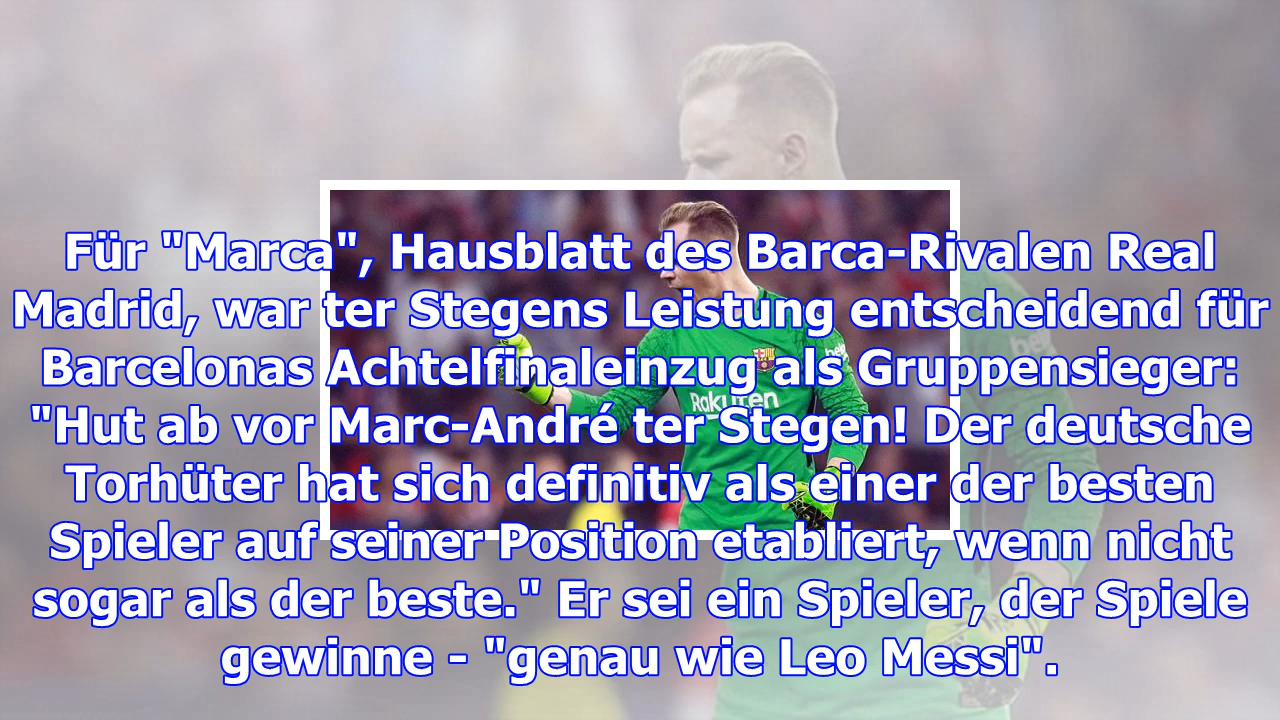 Für "Marca", Hausblatt des Barca-Rivalen Real
Madrid, war ter Stegens Leistung entscheidend für
Barcelonas Achtelfinaleinzug als Gruppensieger:
"Hut ab vor Marc-André ter Stegen! Der deutsche
Torhüter hat sich definitiv als einer der besten
Spieler auf seiner Position etabliert, wenn nicht
sogar als der beste." Er sei ein Spieler, der Spiele
gewinne - "genau wie Leo Messi".
Rakuten